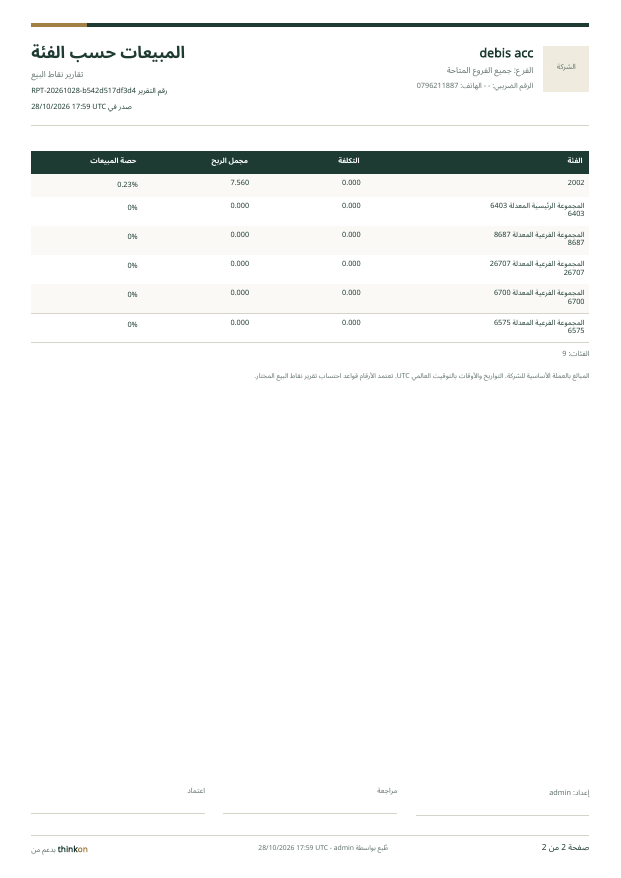 الشركة
debis acc
الفرع: جميع الفروع المتاحة
الرقم الضريبي: - - الهاتف: 0796211887
المبيعات حسب الفئة
تقارير نقاط البيع
رقم التقرير RPT-20261028-b542d517df3d4
صدر في 28/10/2026 17:59 UTC
الفئة التكلفة مجمل الربح حصة المبيعات
2002 0.000 7.560 0.23%
المجموعة الرئيسية المعدلة 6403 0.000 0.000 0%
6403
المجموعة الفرعية المعدلة 8687 0.000 0.000 0%
8687
المجموعة الفرعية المعدلة 26707 0.000 0.000 0%
26707
المجموعة الفرعية المعدلة 6700 0.000 0.000 0%
6700
المجموعة الفرعية المعدلة 6575 0.000 0.000 0%
6575
الفئات: 9
المبالغ بالعملة الأساسية للشركة. التواريخ والأوقات بالتوقيت العالمي UTC. تعتمد الأرقام قواعد احتساب تقرير نقاط البيع المختار.
إعداد: admin مراجعة اعتماد
صفحة 2 من 2 طُبع بواسطة admin - 28/10/2026 17:59 UTC بدعم من thinkon